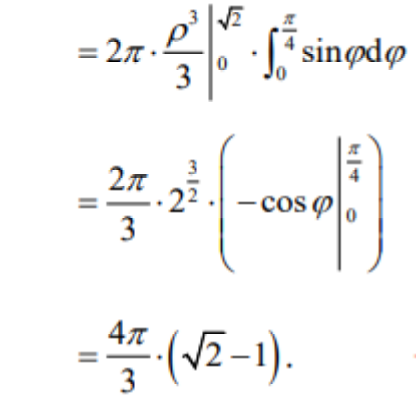 = 2π · ρ³/3 |₀^√2 · ∫₀^(π/4) sinφdφ
= 2π/3 · 2^(3/2) · (−cos φ |₀^(π/4))
= 4π/3 · (√2 − 1).